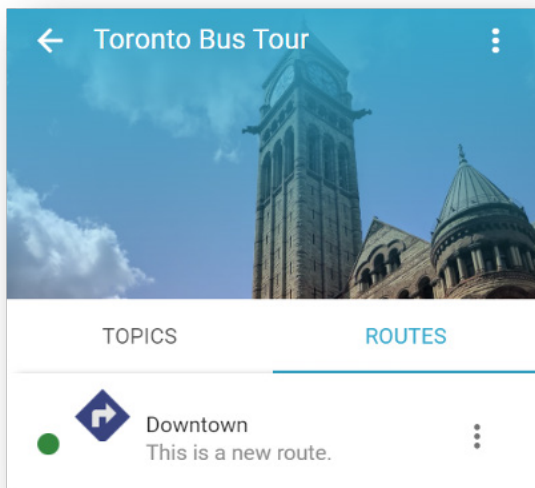 Toronto Bus Tour
TOPICS
ROUTES
Downtown
This is a new route.